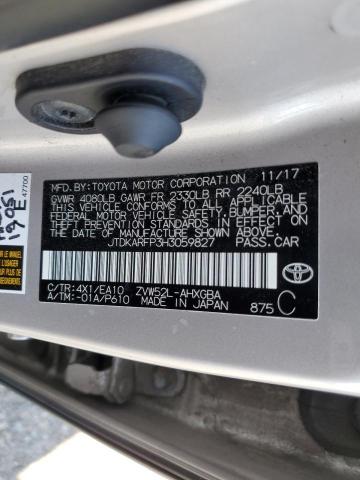 MFD.BY:TOYOTA MOTOR CORPORATION 11/17
GVWR 4080LB GAWR FR 2330LB RR 2240LB
THIS VEHICLE CONFORMS TO ALL APPLICABLE
FEDERAL MOTOR VEHICLE SAFETY, BUMPER, AND
THEFT PREVENTION STANDARDS IN EFFECT ON
THE DATE OF MANUFACTURE SHOWN ABOVE.
JTDKARFP3H3059827
C/TR:4X1/EA10 ZVW52L-AHXGBA
A/TM:-01A/P610 MADE IN JAPAN 875 C
47700
E